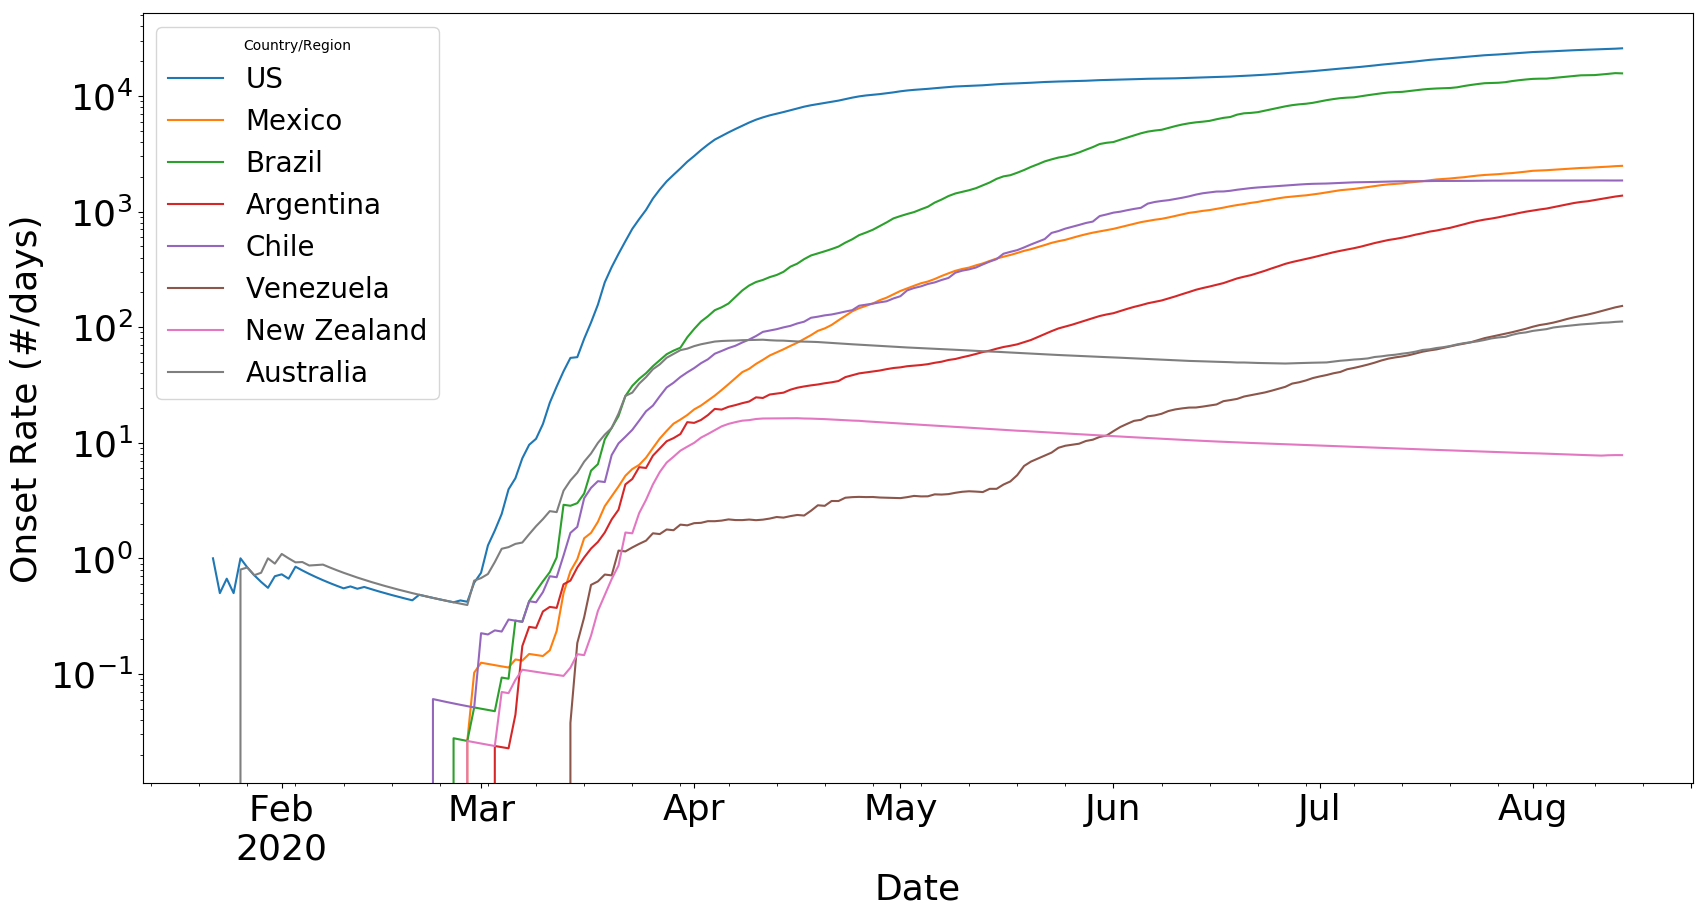 Country/Region
US
Mexico
Brazil
Argentina
Chile
Venezuela
New Zealand
Australia
Onset Rate (#/days)
10⁴
10³
10²
10¹
10⁰
10⁻¹
Feb Mar Apr May Jun Jul Aug
2020
Date